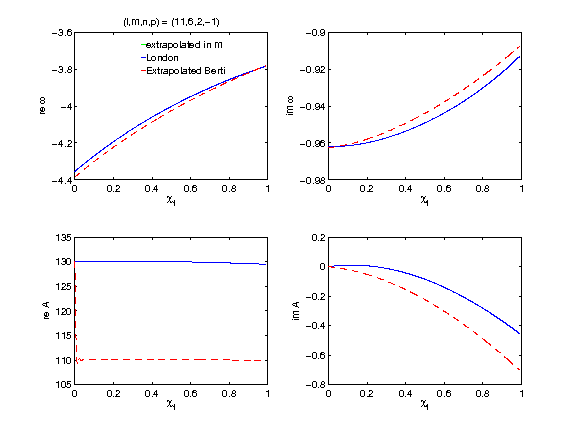 (l,m,n,p) = (11,6,2,−1)
-3.6
-3.8
-4
-4.2
-4.4
re ω
0 0.2 0.4 0.6 0.8 1
χf
extrapolated in m
London
Extrapolated Berti
-0.9
-0.92
-0.94
-0.96
-0.98
im ω
0 0.2 0.4 0.6 0.8 1
χf
135
130
125
120
115
110
105
re A
0 0.2 0.4 0.6 0.8 1
χf
0.2
0
-0.2
-0.4
-0.6
-0.8
im A
0 0.2 0.4 0.6 0.8 1
χf